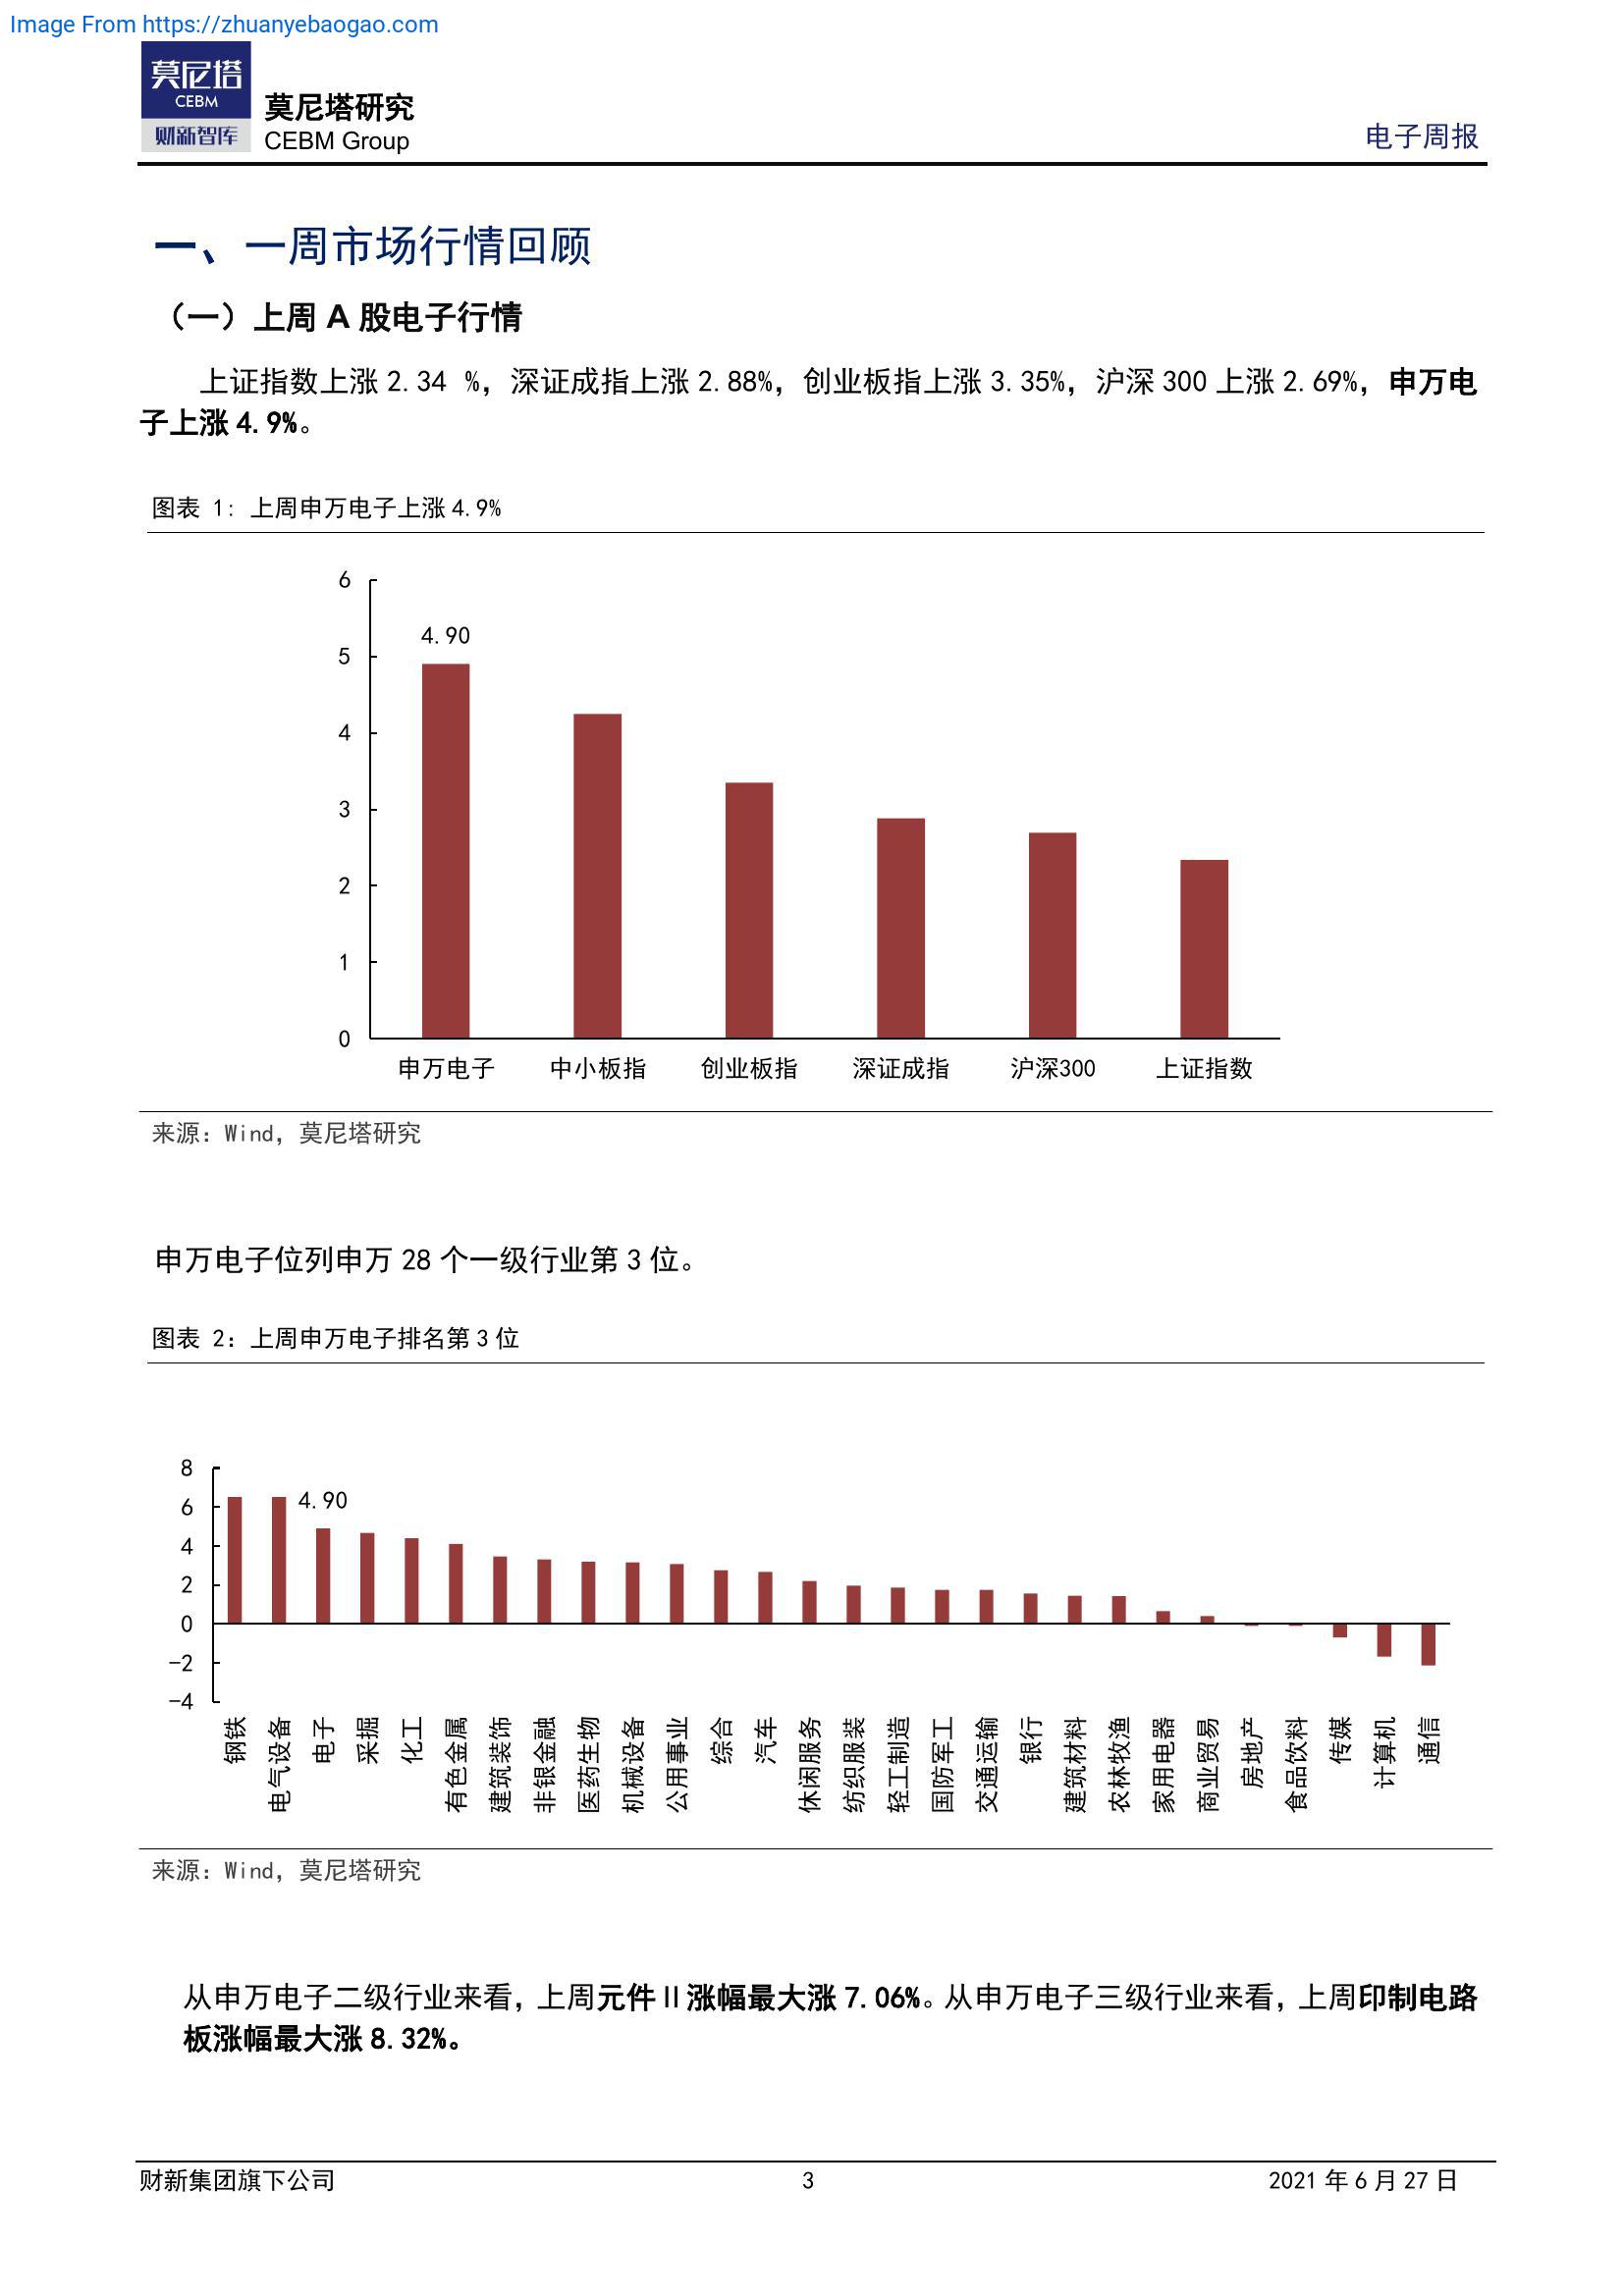 Image From https://zhuanyebaogao.com
莫尼塔
CEBM
财新智库
莫尼塔研究
CEBM Group
电子周报
一、一周市场行情回顾
（一）上周 A 股电子行情
上证指数上涨 2.34 %，深证成指上涨 2.88%，创业板指上涨 3.35%，沪深 300 上涨 2.69%，申万电
子上涨 4.9%。
图表 1: 上周申万电子上涨 4.9%
6
5
4
3
2
1
0
4.90
申万电子 中小板指 创业板指 深证成指 沪深300 上证指数
来源：Wind，莫尼塔研究
申万电子位列申万 28 个一级行业第 3 位。
图表 2：上周申万电子排名第 3 位
8
6
4
2
0
-2
-4
4.90
钢铁
电气设备
电子
采掘
化工
有色金属
建筑装饰
非银金融
医药生物
机械设备
公用事业
综合
汽车
休闲服务
纺织服装
轻工制造
国防军工
交通运输
银行
建筑材料
农林牧渔
家用电器
商业贸易
房地产
食品饮料
传媒
计算机
通信
来源：Wind，莫尼塔研究
从申万电子二级行业来看，上周元件Ⅱ涨幅最大涨 7.06%。从申万电子三级行业来看，上周印制电路
板涨幅最大涨 8.32%。
财新集团旗下公司 3 2021 年 6 月 27 日